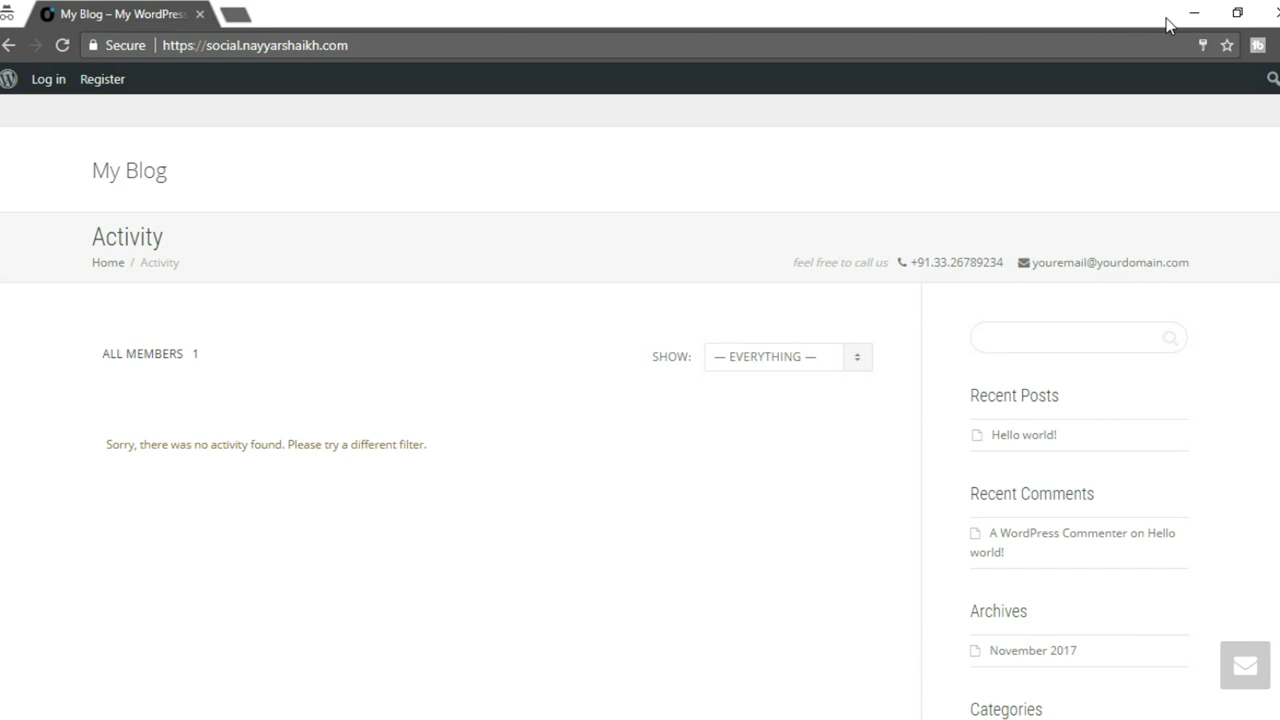 My Blog – My WordPress
Secure
https://social.nayyarshaikh.com
Log in
Register
My Blog
Activity
Home / Activity
feel free to call us
+91.33.26789234
youremail@yourdomain.com
ALL MEMBERS 1
SHOW:
— EVERYTHING —
Sorry, there was no activity found. Please try a different filter.
Recent Posts
Hello world!
Recent Comments
A WordPress Commenter on Hello
world!
Archives
November 2017
Categories